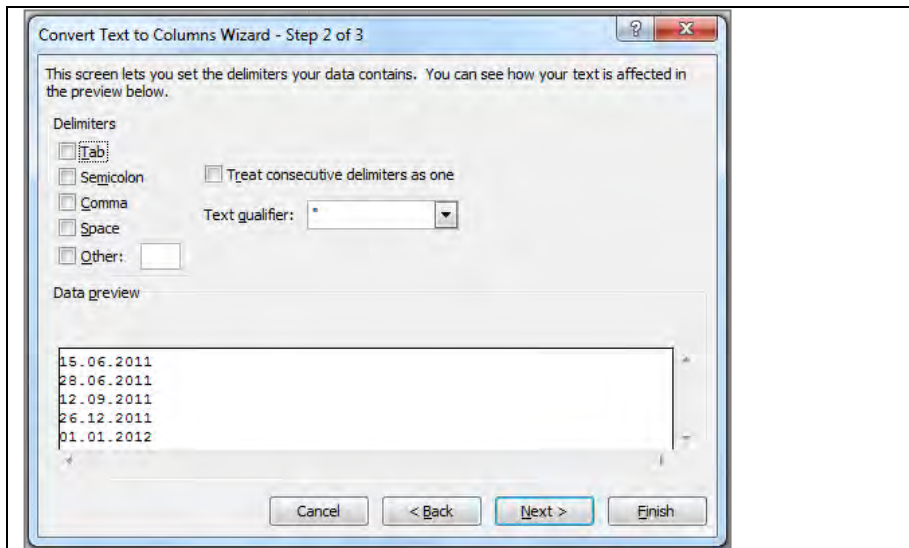 Convert Text to Columns Wizard - Step 2 of 3
?
This screen lets you set the delimiters your data contains. You can see how your text is affected in
the preview below.
Delimiters
Tab
Semicolon
Treat consecutive delimiters as one
Comma
Text qualifier: "
Space
Other:
Data preview
15.06.2011
28.06.2011
12.09.2011
26.12.2011
01.01.2012
Cancel
< Back
Next >
Finish